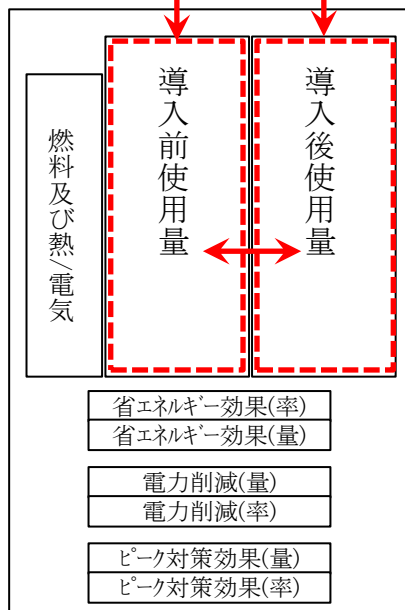 燃料及び熱/電気
導入前使用量
導入後使用量
省エネルギー効果(率)
省エネルギー効果(量)
電力削減(量)
電力削減(率)
ピーク対策効果(量)
ピーク対策効果(率)